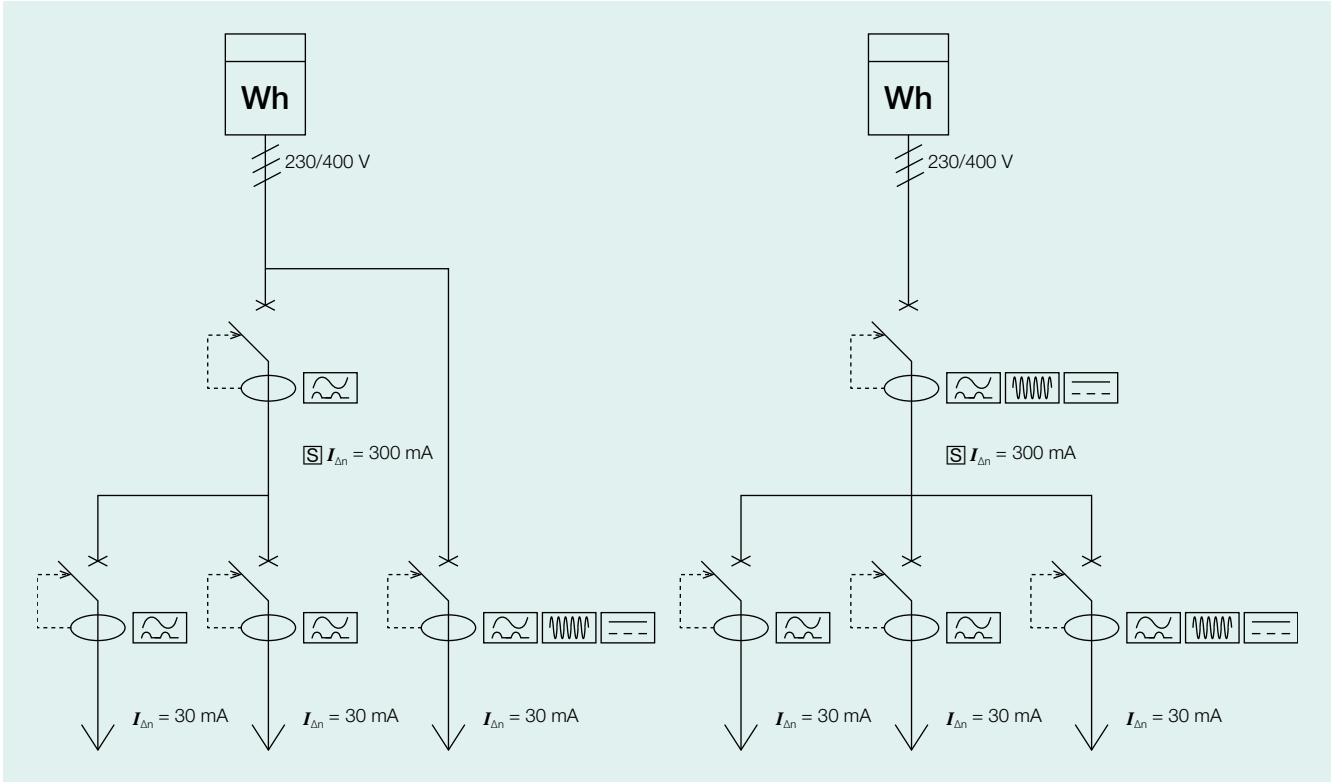 Wh
230/400 V
S IΔn = 300 mA
IΔn = 30 mA
IΔn = 30 mA
IΔn = 30 mA
Wh
230/400 V
S IΔn = 300 mA
IΔn = 30 mA
IΔn = 30 mA
IΔn = 30 mA